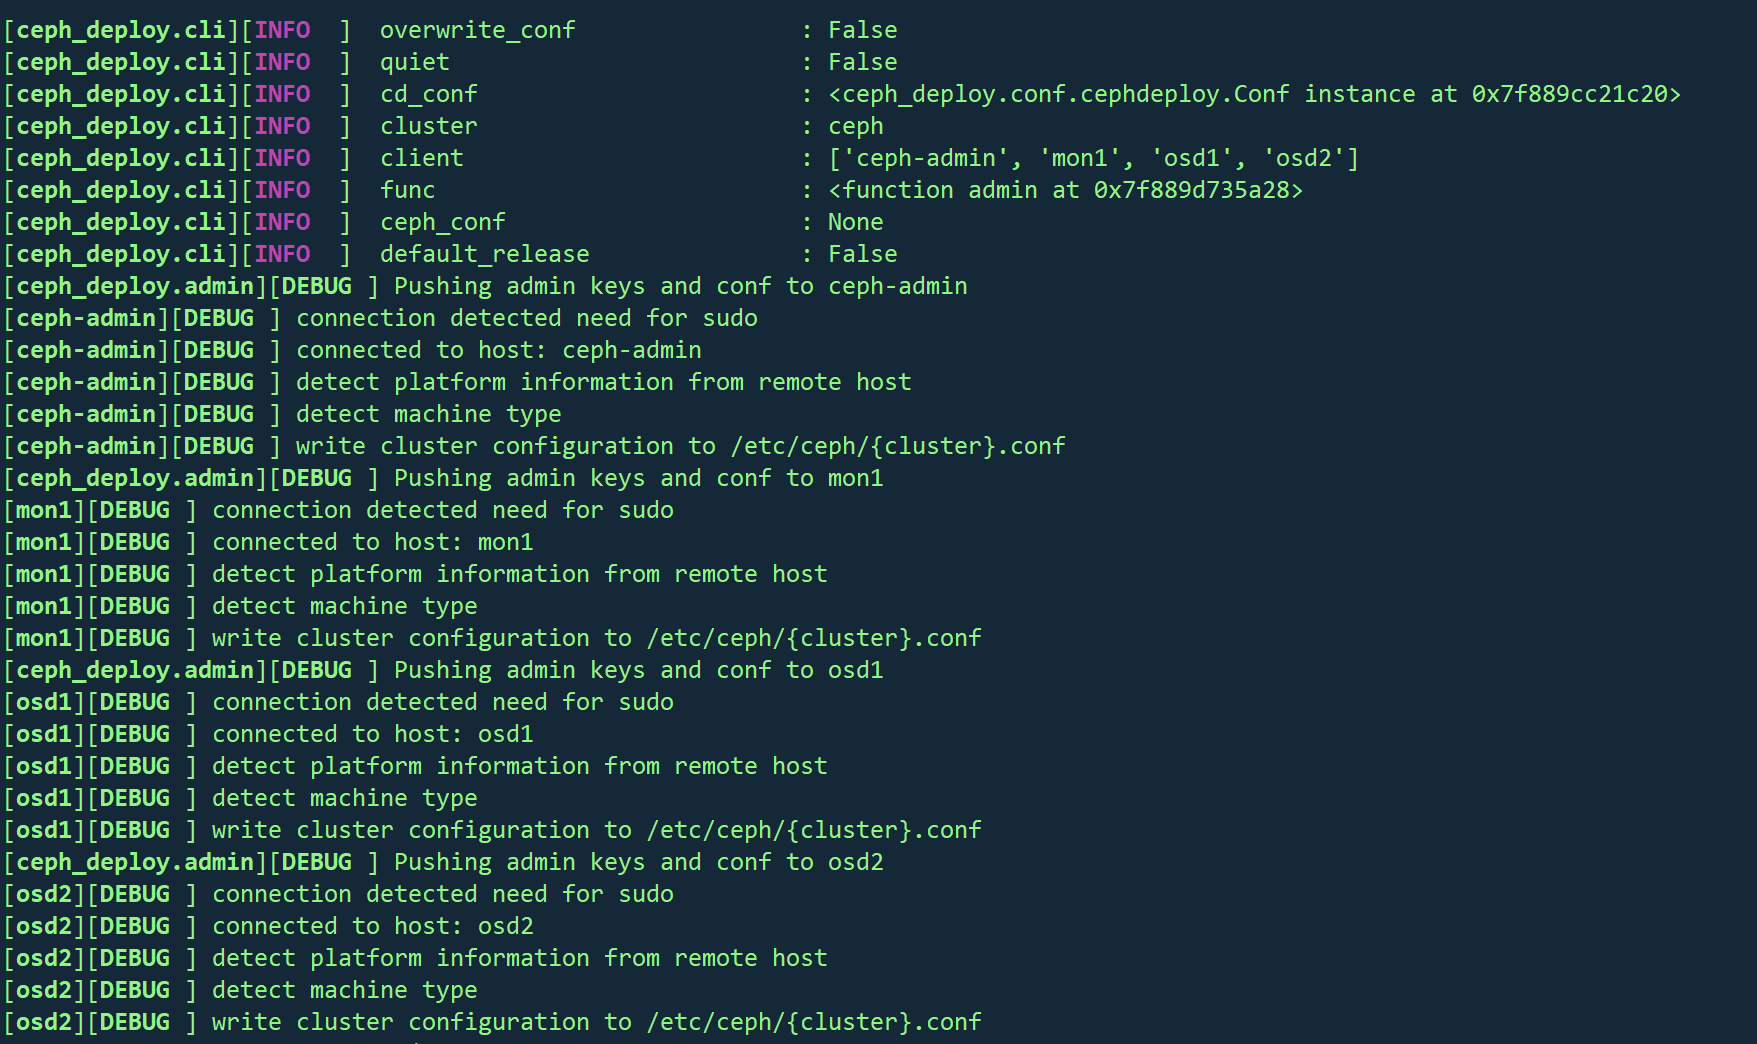 [ceph_deploy.cli][INFO  ]  overwrite_conf                : False
[ceph_deploy.cli][INFO  ]  quiet                         : False
[ceph_deploy.cli][INFO  ]  cd_conf                       : <ceph_deploy.conf.cephdeploy.Conf instance at 0x7f889cc21c20>
[ceph_deploy.cli][INFO  ]  cluster                       : ceph
[ceph_deploy.cli][INFO  ]  client                        : ['ceph-admin', 'mon1', 'osd1', 'osd2']
[ceph_deploy.cli][INFO  ]  func                          : <function admin at 0x7f889d735a28>
[ceph_deploy.cli][INFO  ]  ceph_conf                     : None
[ceph_deploy.cli][INFO  ]  default_release               : False
[ceph_deploy.admin][DEBUG ] Pushing admin keys and conf to ceph-admin
[ceph-admin][DEBUG ] connection detected need for sudo
[ceph-admin][DEBUG ] connected to host: ceph-admin
[ceph-admin][DEBUG ] detect platform information from remote host
[ceph-admin][DEBUG ] detect machine type
[ceph-admin][DEBUG ] write cluster configuration to /etc/ceph/{cluster}.conf
[ceph_deploy.admin][DEBUG ] Pushing admin keys and conf to mon1
[mon1][DEBUG ] connection detected need for sudo
[mon1][DEBUG ] connected to host: mon1
[mon1][DEBUG ] detect platform information from remote host
[mon1][DEBUG ] detect machine type
[mon1][DEBUG ] write cluster configuration to /etc/ceph/{cluster}.conf
[ceph_deploy.admin][DEBUG ] Pushing admin keys and conf to osd1
[osd1][DEBUG ] connection detected need for sudo
[osd1][DEBUG ] connected to host: osd1
[osd1][DEBUG ] detect platform information from remote host
[osd1][DEBUG ] detect machine type
[osd1][DEBUG ] write cluster configuration to /etc/ceph/{cluster}.conf
[ceph_deploy.admin][DEBUG ] Pushing admin keys and conf to osd2
[osd2][DEBUG ] connection detected need for sudo
[osd2][DEBUG ] connected to host: osd2
[osd2][DEBUG ] detect platform information from remote host
[osd2][DEBUG ] detect machine type
[osd2][DEBUG ] write cluster configuration to /etc/ceph/{cluster}.conf